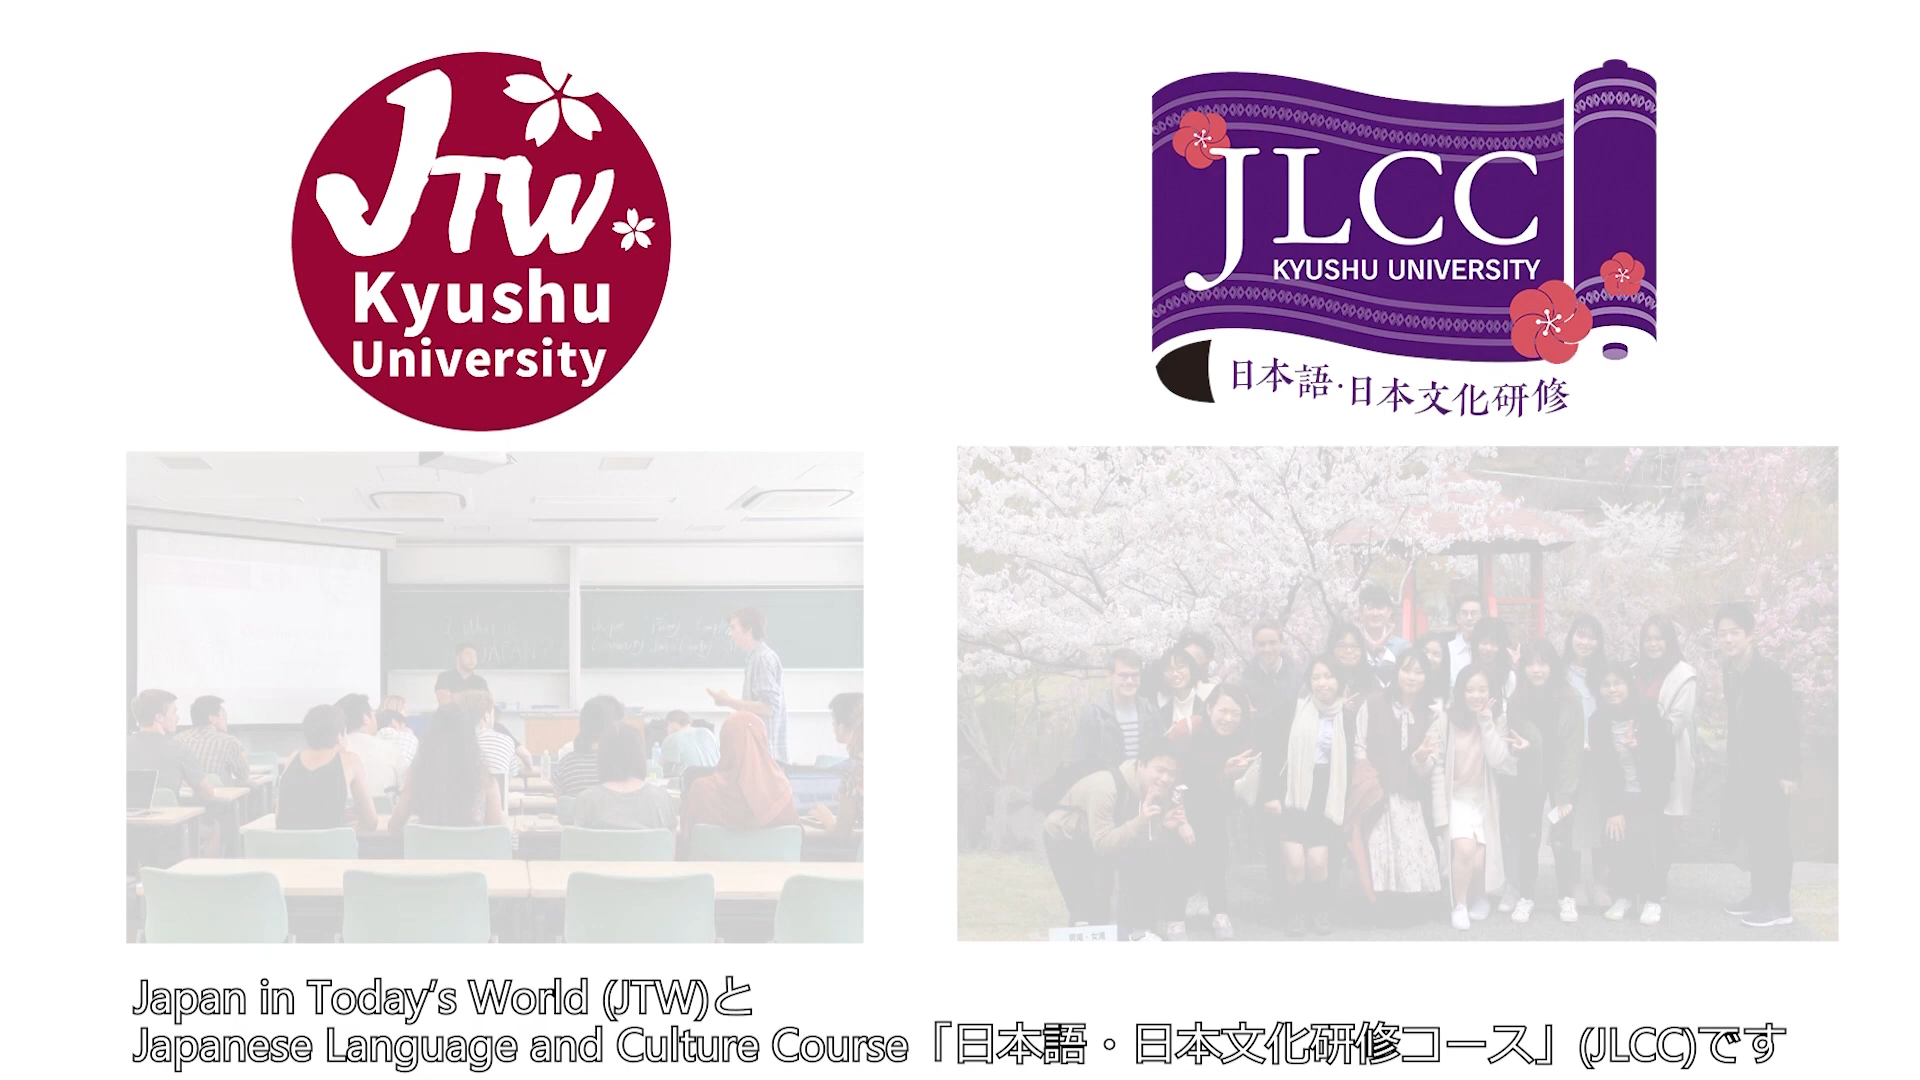 JTW
Kyushu
University
JLCC
KYUSHU UNIVERSITY
日本語・日本文化研修
Japan in Today's World (JTW)と
Japanese Language and Culture Course「日本語・日本文化研修コース」(JLCC)です